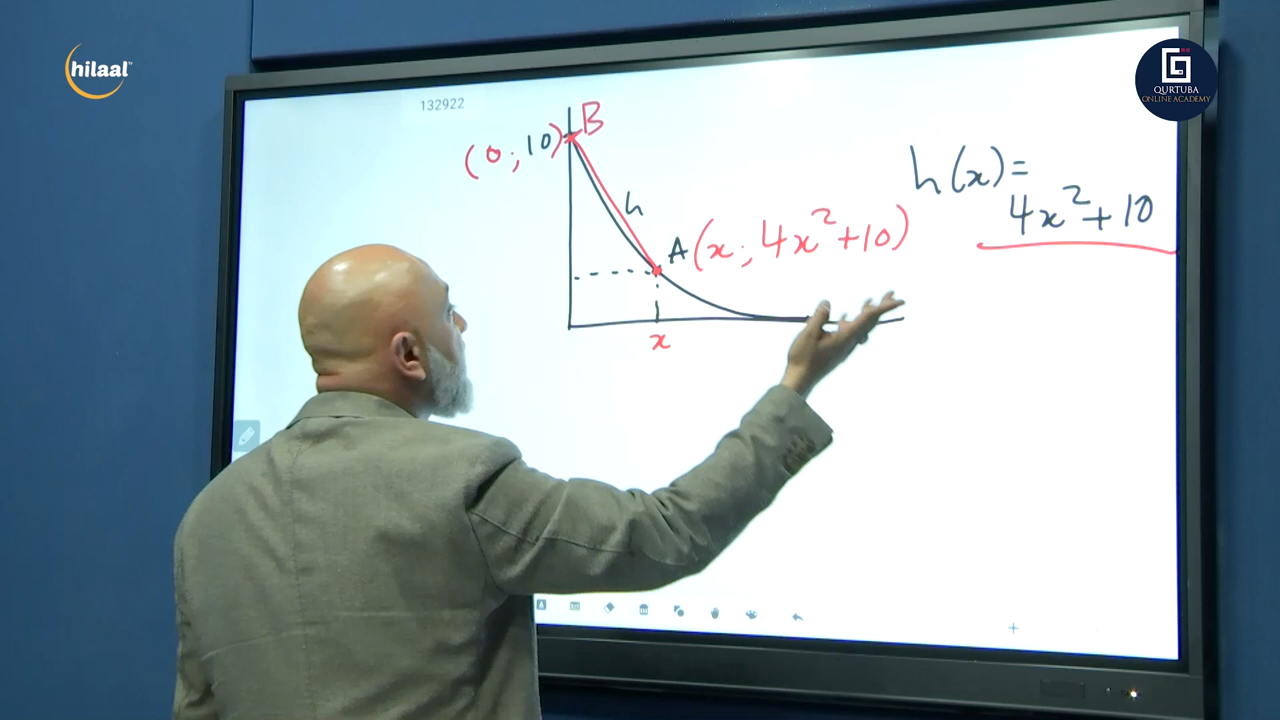 hilaal
QURTUBA
ONLINE ACADEMY
132922
B
(0 ; 10)
h
A (x ; 4x²+10)
x
h(x)=
4x²+10